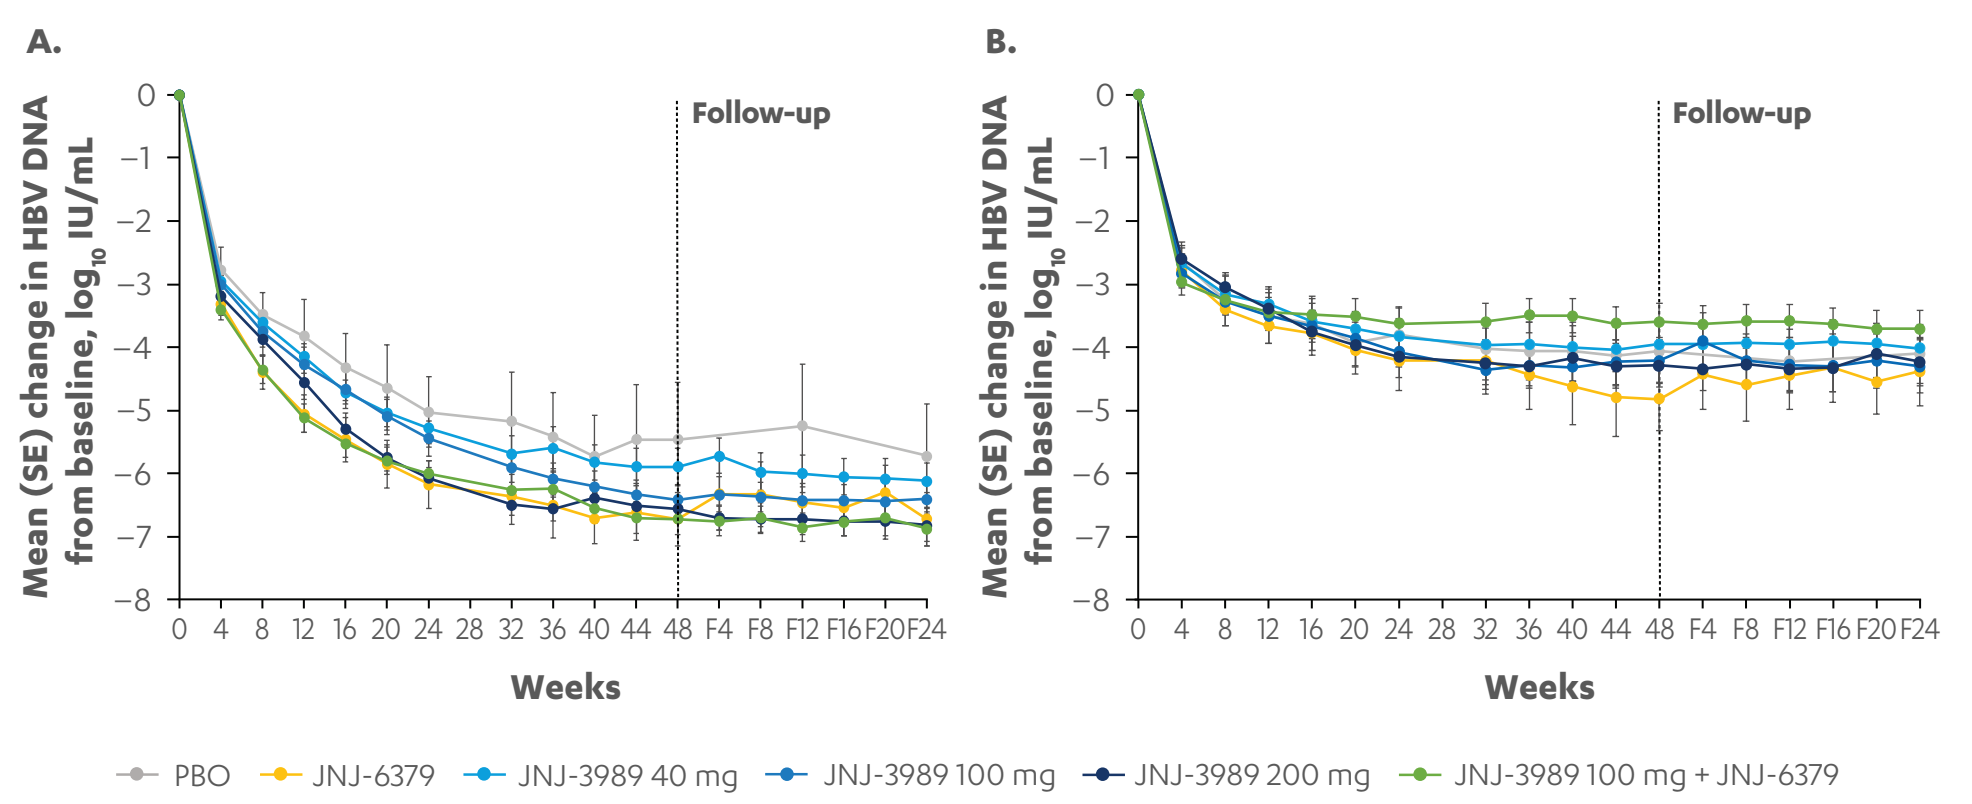 A.
Mean (SE) change in HBV DNA
from baseline, log10 IU/mL
0
−1
−2
−3
−4
−5
−6
−7
−8
Follow-up
0 4 8 12 16 20 24 28 32 36 40 44 48 F4 F8 F12 F16 F20 F24
Weeks
B.
Mean (SE) change in HBV DNA
from baseline, log10 IU/mL
0
−1
−2
−3
−4
−5
−6
−7
−8
Follow-up
0 4 8 12 16 20 24 28 32 36 40 44 48 F4 F8 F12 F16 F20 F24
Weeks
PBO JNJ-6379 JNJ-3989 40 mg JNJ-3989 100 mg JNJ-3989 200 mg JNJ-3989 100 mg + JNJ-6379